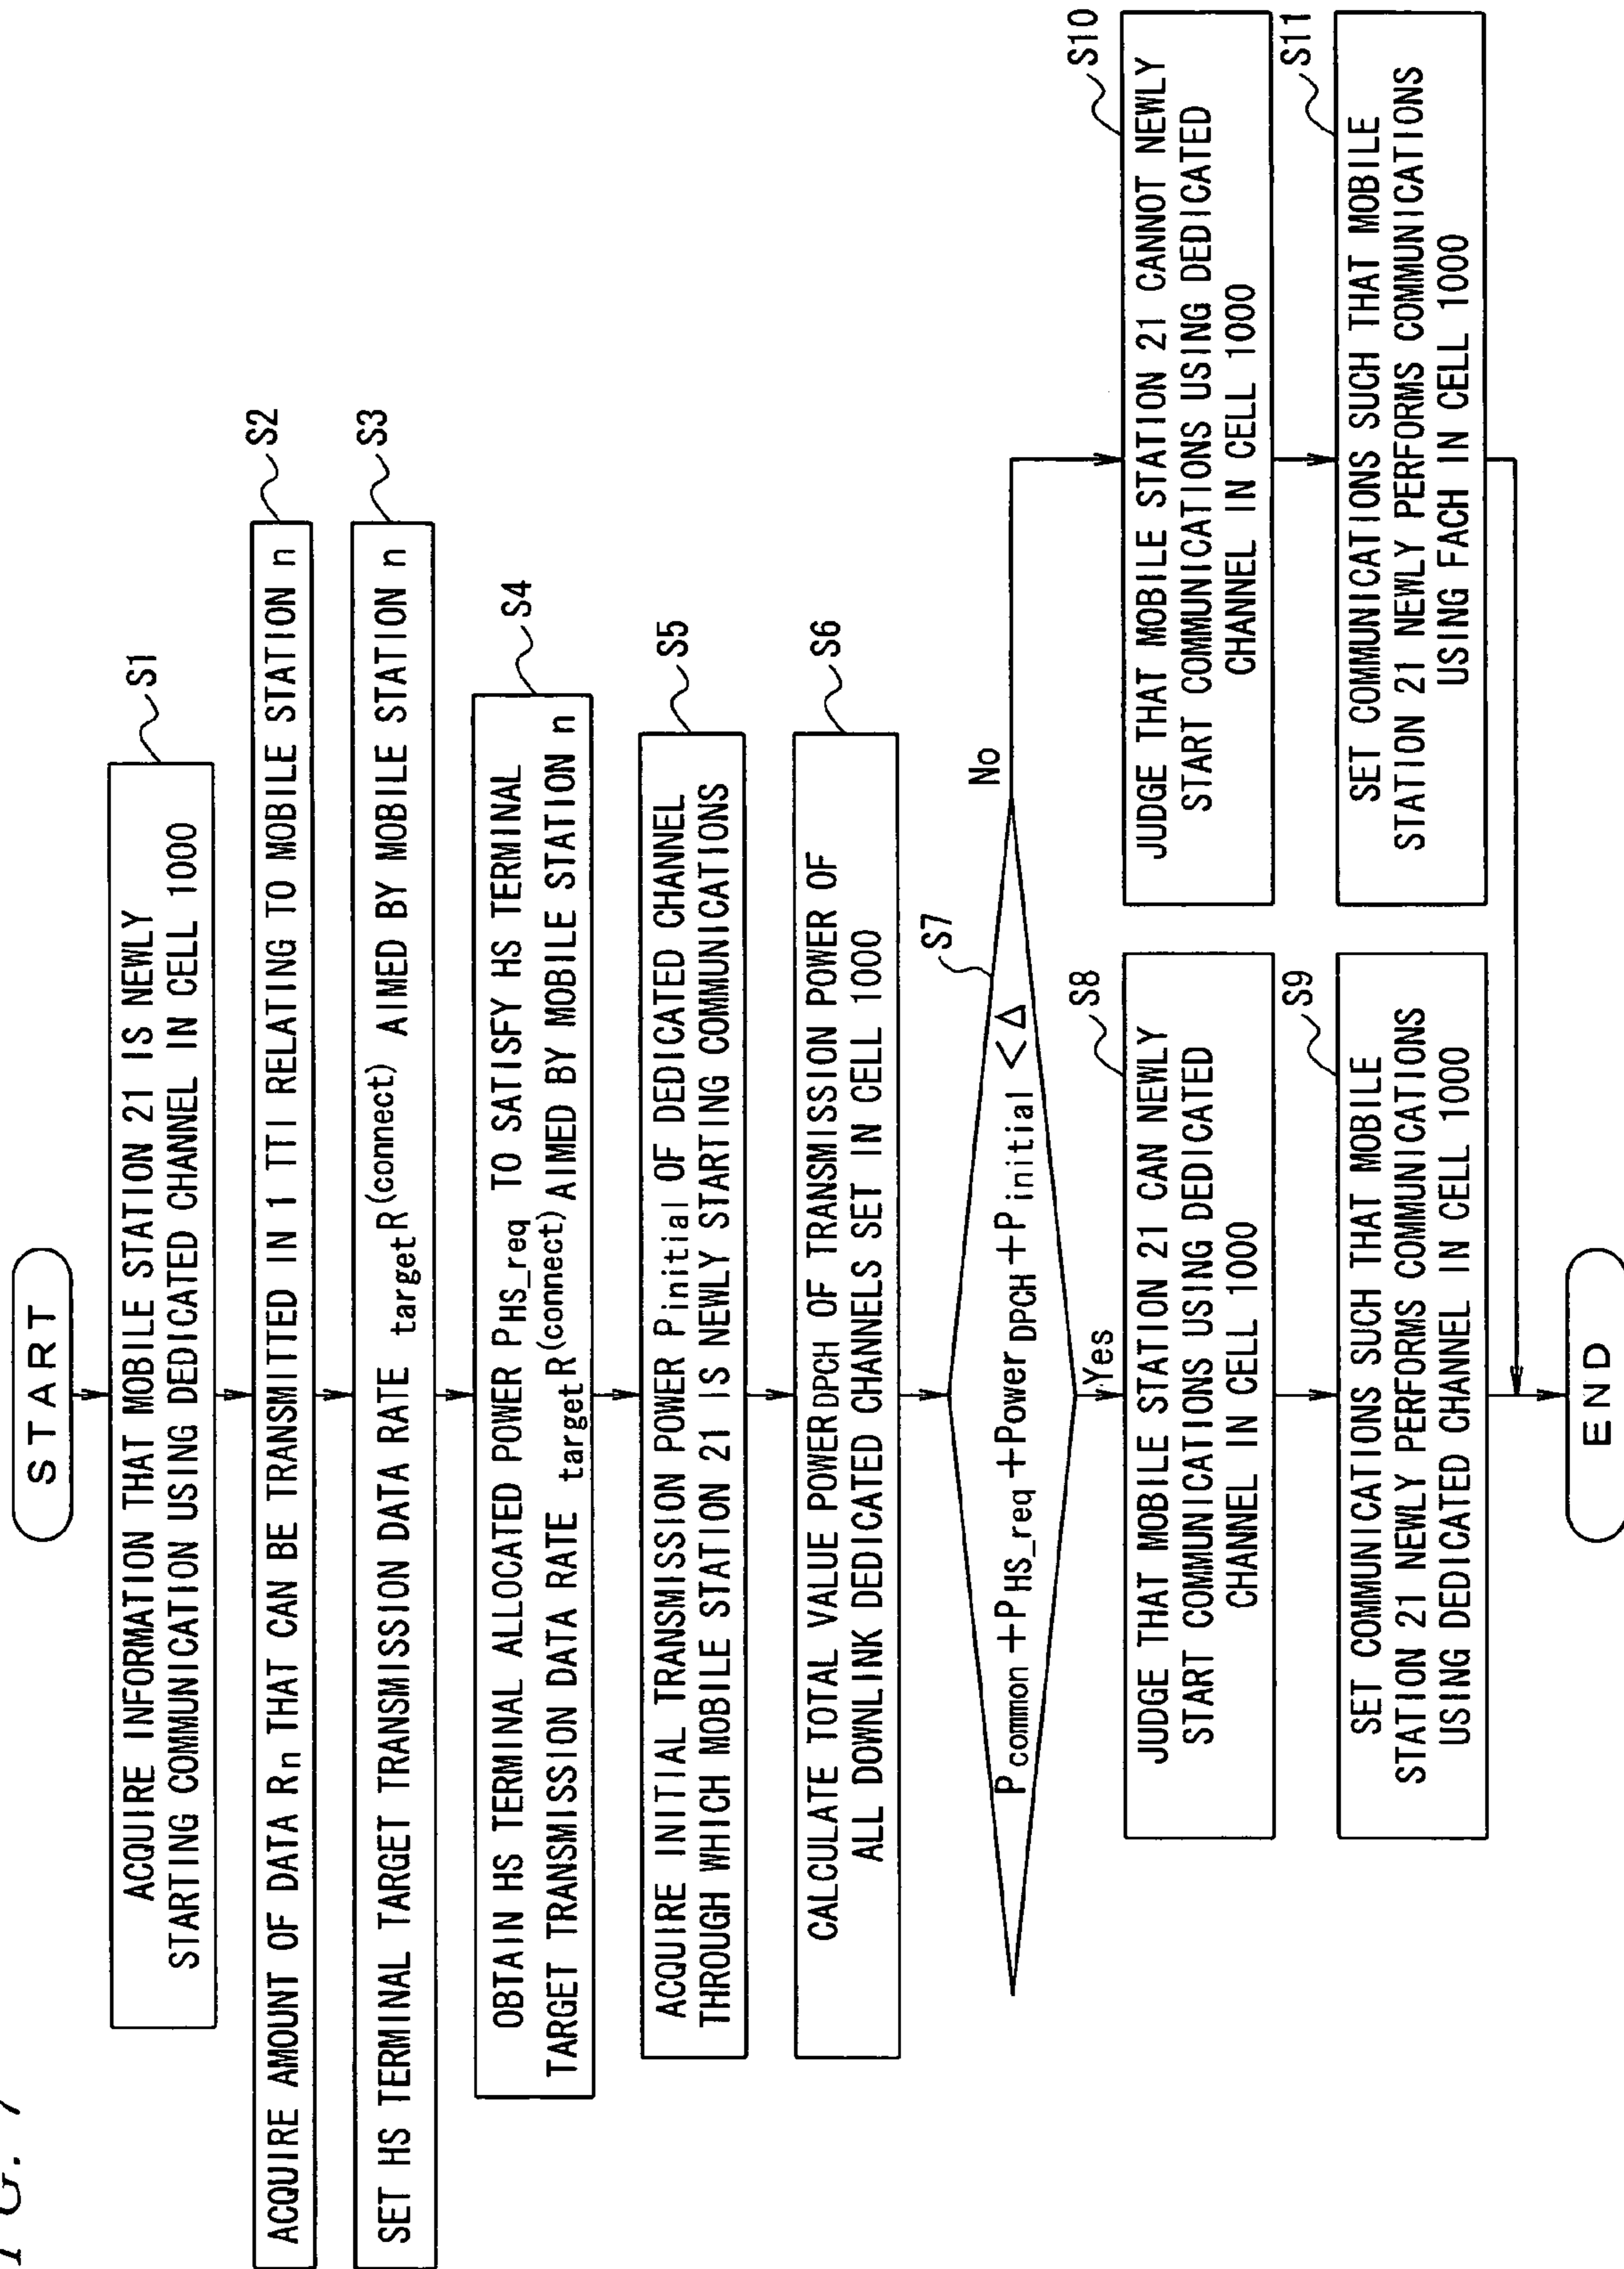 FIG. 7
START
ACQUIRE INFORMATION THAT MOBILE STATION 21 IS NEWLY
STARTING COMMUNICATION USING DEDICATED CHANNEL IN CELL 1000
S1
ACQUIRE AMOUNT OF DATA Rn THAT CAN BE TRANSMITTED IN 1 TTI RELATING TO MOBILE STATION n
S2
SET HS TERMINAL TARGET TRANSMISSION DATA RATE targetR(connect) AIMED BY MOBILE STATION n
S3
OBTAIN HS TERMINAL ALLOCATED POWER PHS_req TO SATISFY HS TERMINAL
TARGET TRANSMISSION DATA RATE targetR(connect) AIMED BY MOBILE STATION n
S4
ACQUIRE INITIAL TRANSMISSION POWER Pinitial OF DEDICATED CHANNEL
THROUGH WHICH MOBILE STATION 21 IS NEWLY STARTING COMMUNICATIONS
S5
CALCULATE TOTAL VALUE POWERDPCH OF TRANSMISSION POWER OF
ALL DOWNLINK DEDICATED CHANNELS SET IN CELL 1000
S6
S7
Pcommon+PHS_req+PowerDPCH+Pinitial<Δ
No
Yes
S8
JUDGE THAT MOBILE STATION 21 CAN NEWLY
START COMMUNICATIONS USING DEDICATED
CHANNEL IN CELL 1000
S9
SET COMMUNICATIONS SUCH THAT MOBILE
STATION 21 NEWLY PERFORMS COMMUNICATIONS
USING DEDICATED CHANNEL IN CELL 1000
S10
JUDGE THAT MOBILE STATION 21 CANNOT NEWLY
START COMMUNICATIONS USING DEDICATED
CHANNEL IN CELL 1000
S11
SET COMMUNICATIONS SUCH THAT MOBILE
STATION 21 NEWLY PERFORMS COMMUNICATIONS
USING FACH IN CELL 1000
END